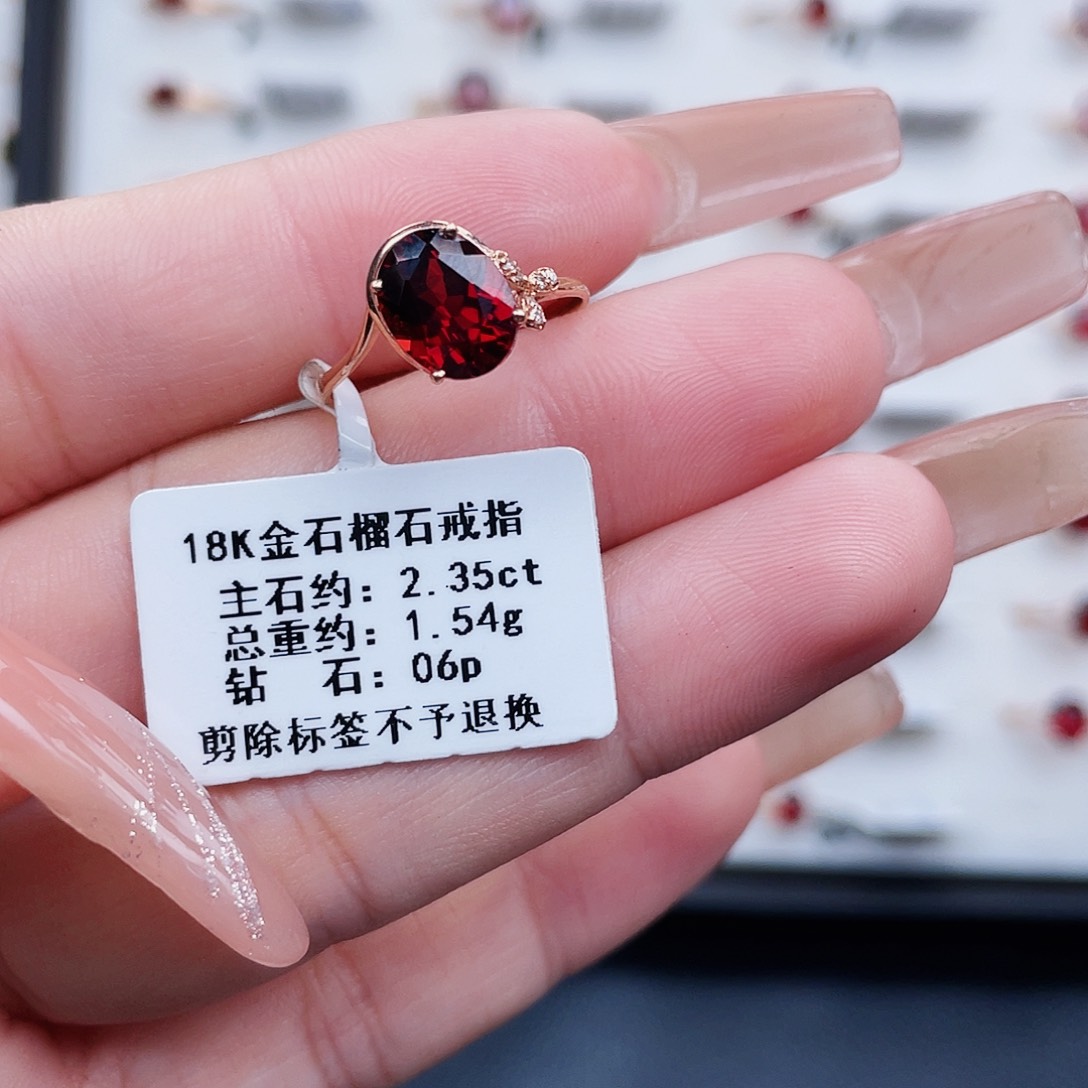 18K金石榴石戒指
主石约：2.35ct
总重约：1.54g
钻 石：06p
剪除标签不予退换